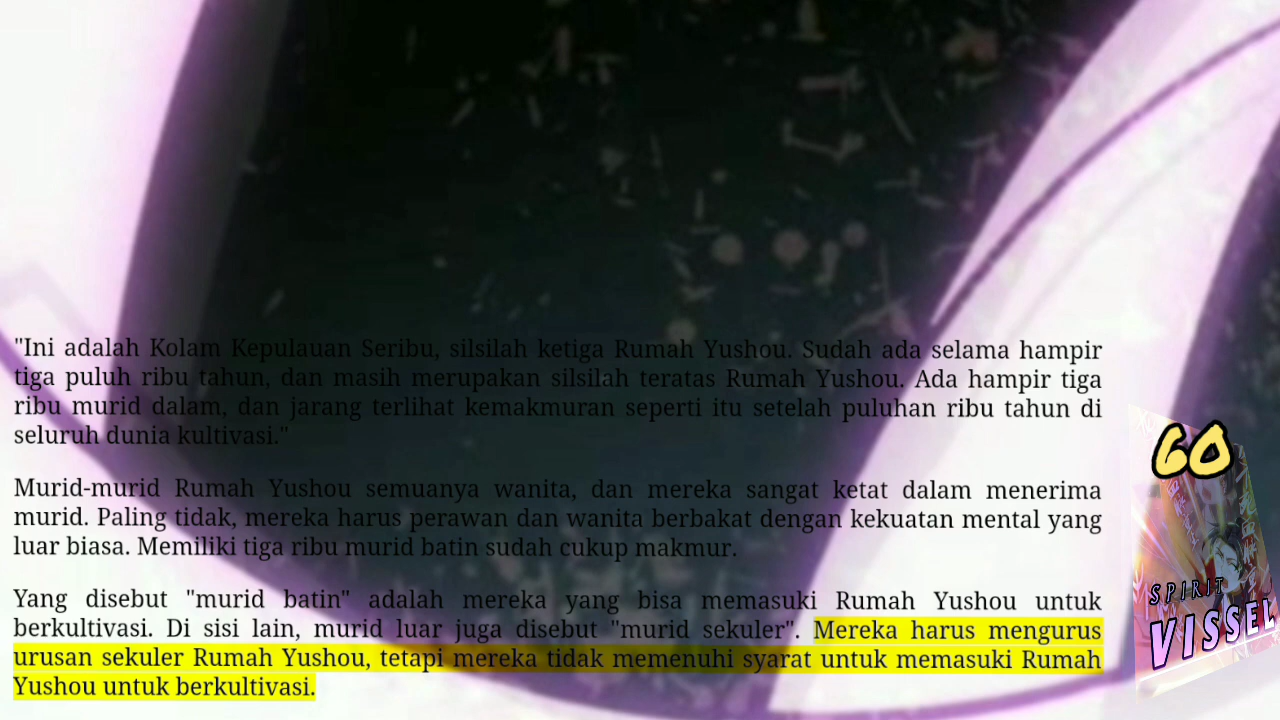 "Ini adalah Kolam Kepulauan Seribu, silsilah ketiga Rumah Yushou. Sudah ada selama hampir
tiga puluh ribu tahun, dan masih merupakan silsilah teratas Rumah Yushou. Ada hampir tiga
ribu murid dalam, dan jarang terlihat kemakmuran seperti itu setelah puluhan ribu tahun di
seluruh dunia kultivasi."
Murid-murid Rumah Yushou semuanya wanita, dan mereka sangat ketat dalam menerima
murid. Paling tidak, mereka harus perawan dan wanita berbakat dengan kekuatan mental yang
luar biasa. Memiliki tiga ribu murid batin sudah cukup makmur.
Yang disebut "murid batin" adalah mereka yang bisa memasuki Rumah Yushou untuk
berkultivasi. Di sisi lain, murid luar juga disebut "murid sekuler". Mereka harus mengurus
urusan sekuler Rumah Yushou, tetapi mereka tidak memenuhi syarat untuk memasuki Rumah
Yushou untuk berkultivasi.
60
SPIRIT
VISSEL